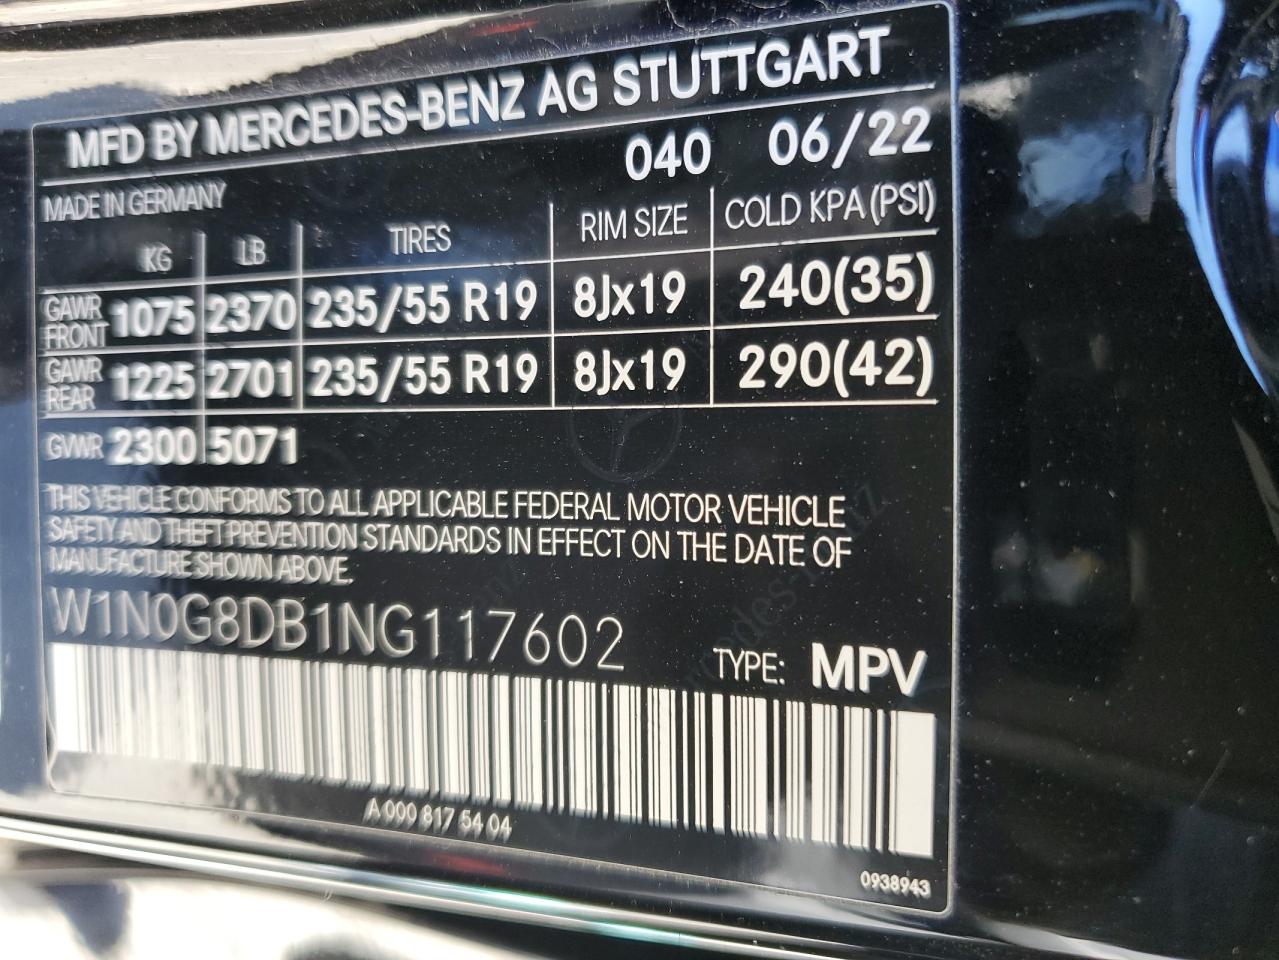 MFD BY MERCEDES-BENZ AG STUTTGART
040 06/22
MADE IN GERMANY
KG LB TIRES RIM SIZE COLD KPA (PSI)
GAWR FRONT 1075 2370 235/55 R19 8Jx19 240(35)
GAWR REAR 1225 2701 235/55 R19 8Jx19 290(42)
GVWR 2300 5071
THIS VEHICLE CONFORMS TO ALL APPLICABLE FEDERAL MOTOR VEHICLE
SAFETY AND THEFT PREVENTION STANDARDS IN EFFECT ON THE DATE OF
MANUFACTURE SHOWN ABOVE.
W1N0G8DB1NG117602
TYPE: MPV
A 000 817 54 04
0938943